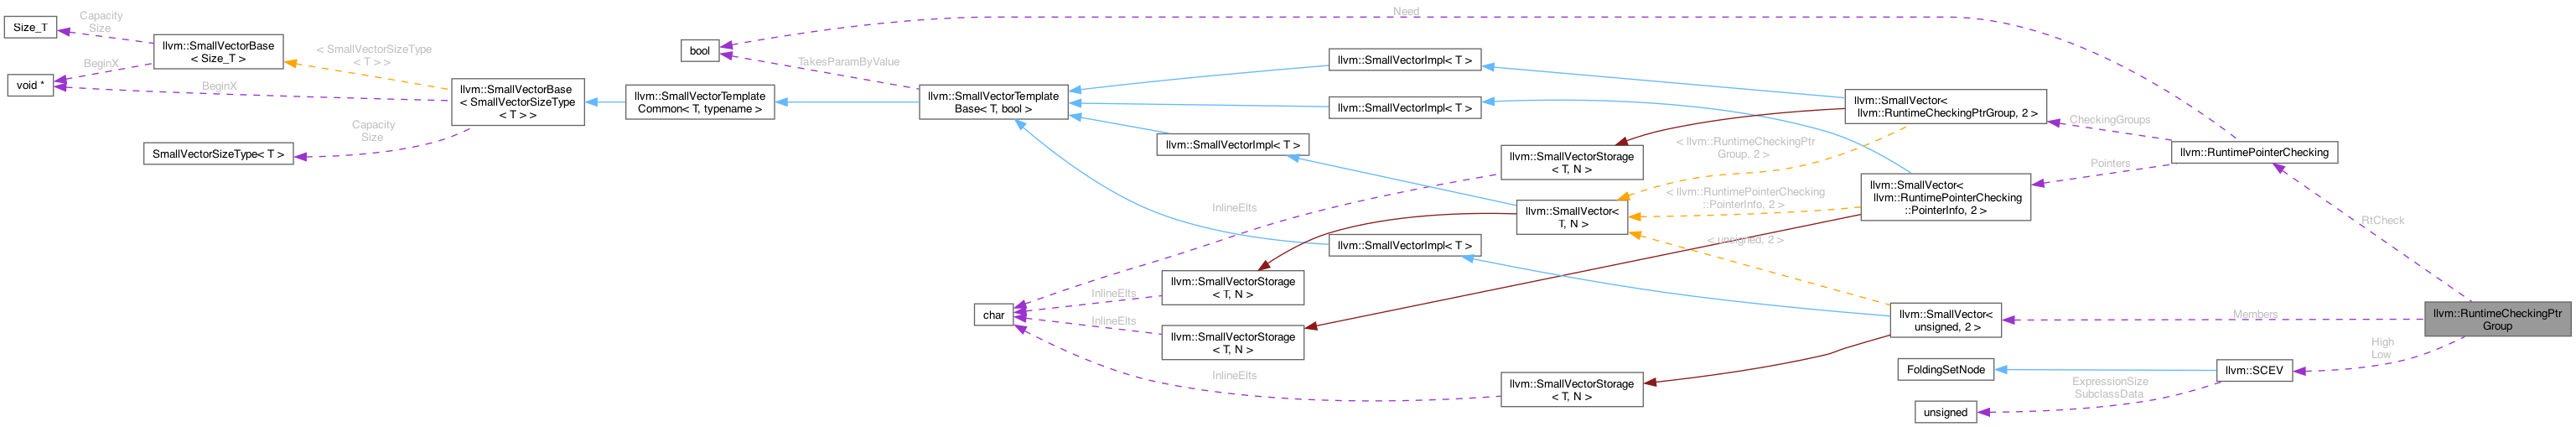 Size_T
Capacity
Size
llvm::SmallVectorBase
< Size_T >
void *
BeginX
< SmallVectorSizeType
< T > >
BeginX
llvm::SmallVectorBase
< SmallVectorSizeType
< T > >
Capacity
Size
SmallVectorSizeType< T >
llvm::SmallVectorTemplate
Common< T, typename >
bool
TakesParamByValue
llvm::SmallVectorTemplate
Base< T, bool >
Need
llvm::SmallVectorImpl< T >
llvm::SmallVectorImpl< T >
llvm::SmallVectorImpl< T >
llvm::SmallVectorImpl< T >
InlineElts
char
InlineElts
InlineElts
InlineElts
llvm::SmallVectorStorage
< T, N >
llvm::SmallVectorStorage
< T, N >
llvm::SmallVectorStorage
< T, N >
llvm::SmallVectorStorage
< T, N >
llvm::SmallVector<
T, N >
< llvm::RuntimeCheckingPtr
Group, 2 >
< llvm::RuntimePointerChecking
::PointerInfo, 2 >
< unsigned, 2 >
llvm::SmallVector<
llvm::RuntimeCheckingPtrGroup, 2 >
llvm::SmallVector<
llvm::RuntimePointerChecking
::PointerInfo, 2 >
llvm::SmallVector<
unsigned, 2 >
FoldingSetNode
unsigned
ExpressionSize
SubclassData
CheckingGroups
Pointers
llvm::RuntimePointerChecking
RtCheck
Members
High
Low
llvm::SCEV
llvm::RuntimeCheckingPtr
Group